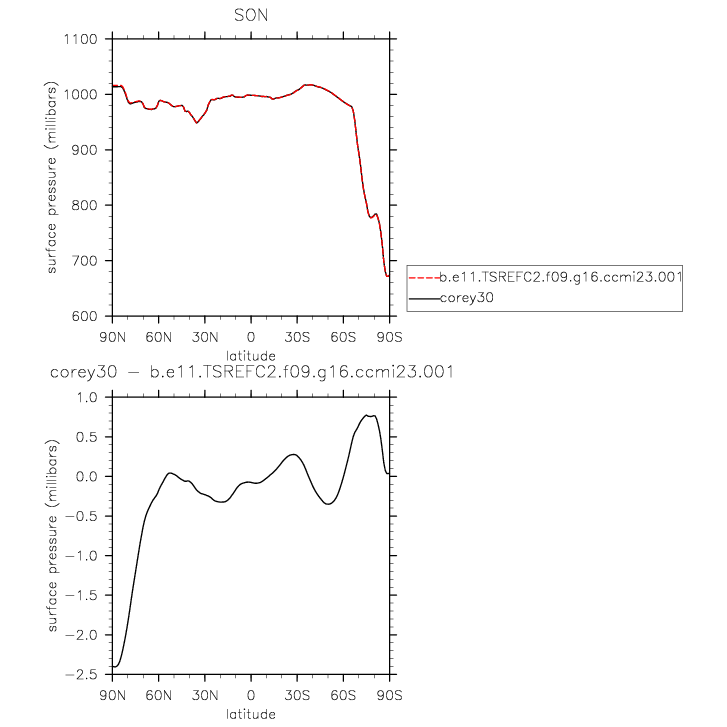 SON
1100
1000
900
800
700
600
surface pressure (millibars)
90N 60N 30N 0 30S 60S 90S
latitude
b.e11.TSREFC2.f09.g16.ccmi23.001
corey30
corey30 − b.e11.TSREFC2.f09.g16.ccmi23.001
1.0
0.5
0.0
−0.5
−1.0
−1.5
−2.0
−2.5
surface pressure (millibars)
90N 60N 30N 0 30S 60S 90S
latitude